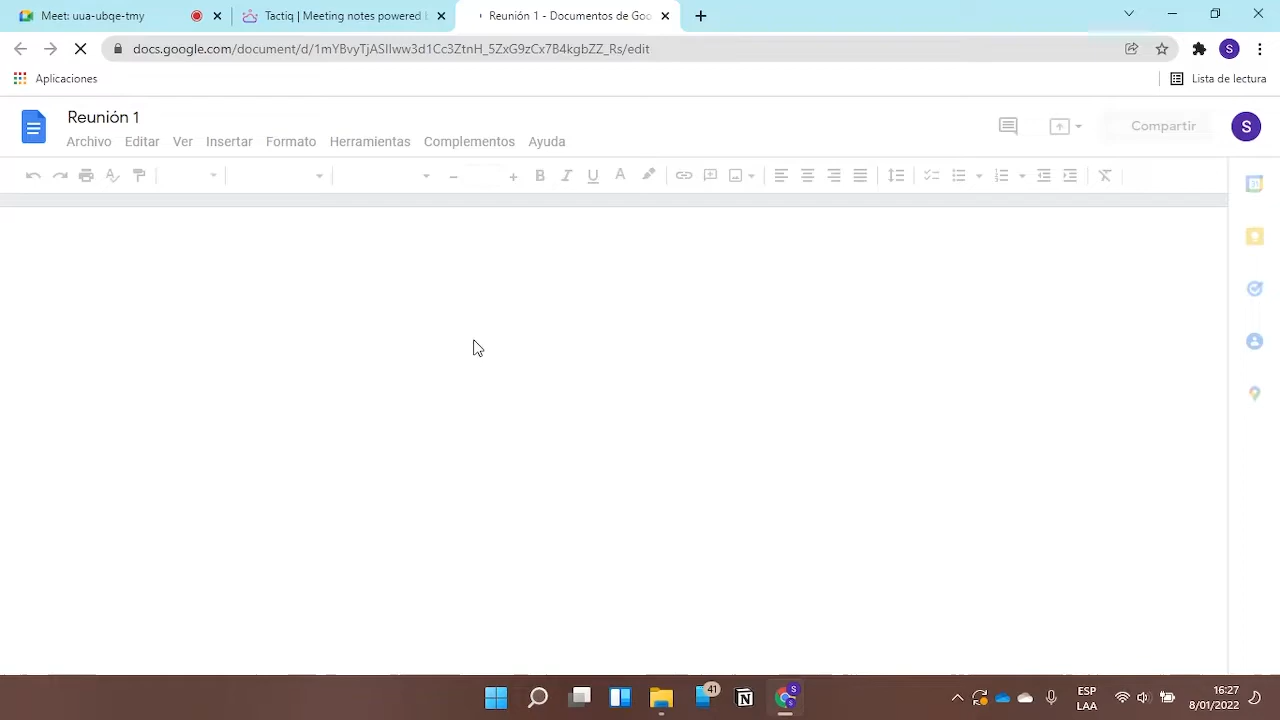 Meet: uua-ubqe-tmy
Tactiq | Meeting notes powered
Reunión 1 - Documentos de Goo
docs.google.com/document/d/1mYBvyTjASIlww3d1Cc3ZtnH_5ZxG9zCx7B4kgbZZ_Rs/edit
S
Aplicaciones
Lista de lectura
Reunión 1
Archivo Editar Ver Insertar Formato Herramientas Complementos Ayuda
Compartir
S
31
41
S
ESP
LAA
16:27
8/01/2022